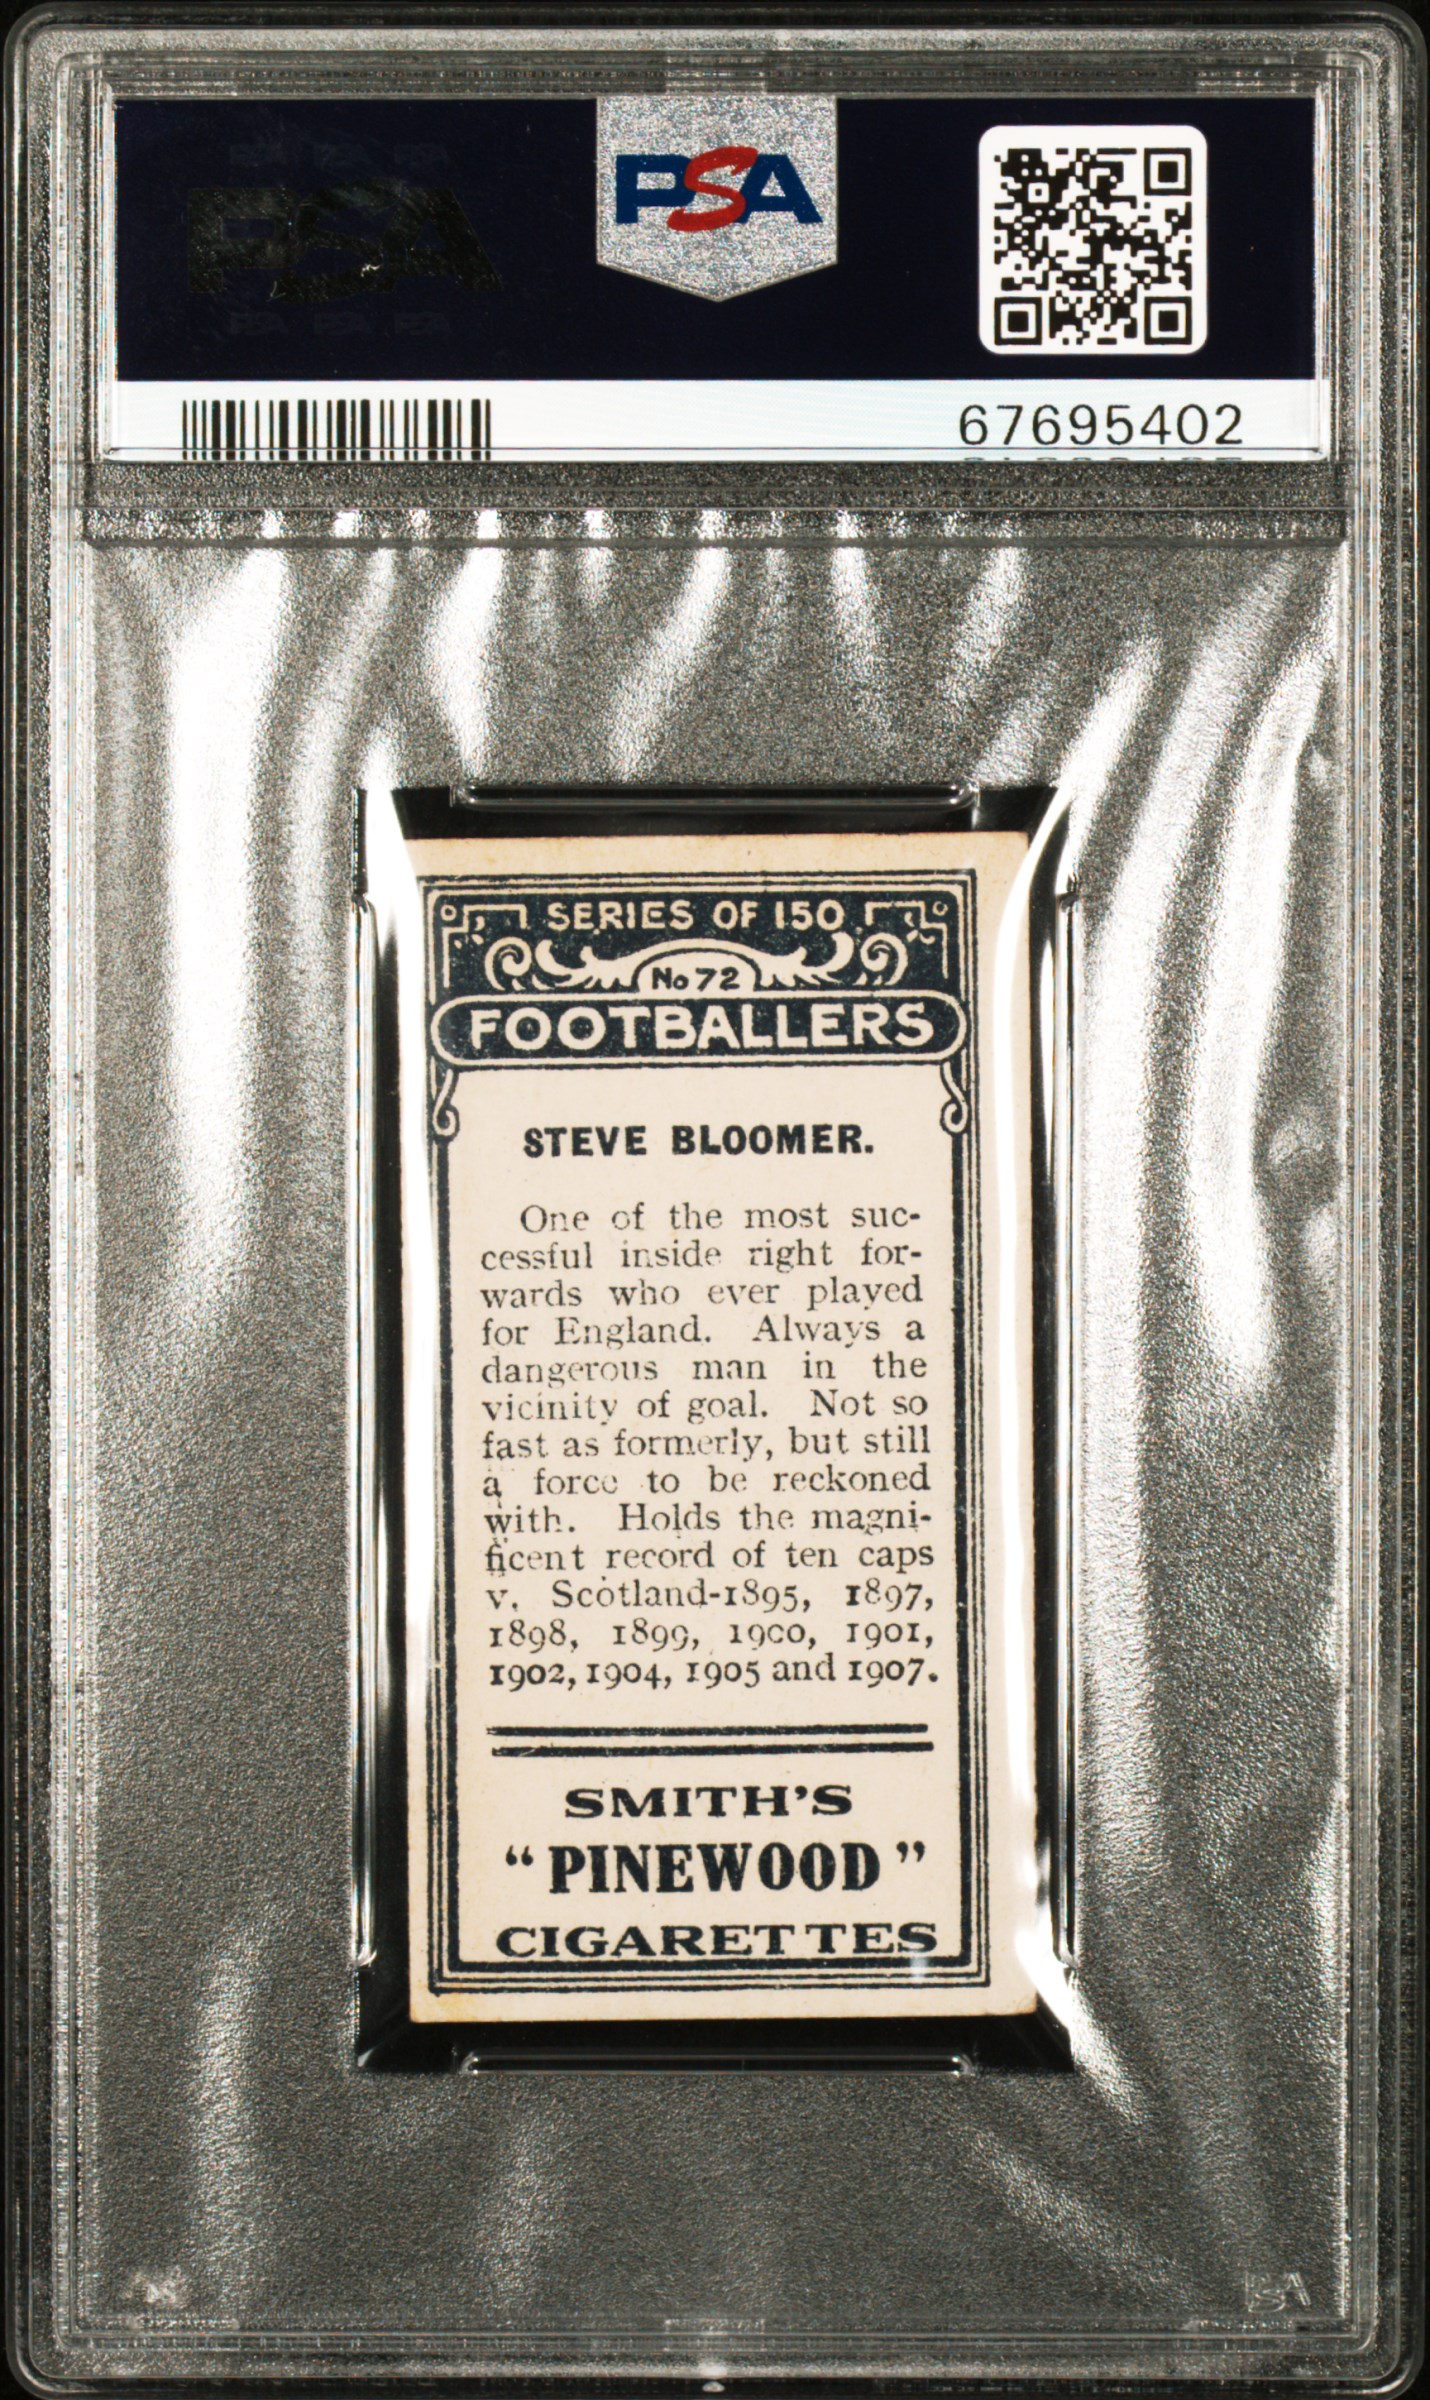 PSA
67695402
SERIES OF 150
No 72
FOOTBALLERS
STEVE BLOOMER.
One of the most suc-
cessful inside right for-
wards who ever played
for England. Always a
dangerous man in the
vicinity of goal. Not so
fast as formerly, but still
a force to be reckoned
with. Holds the magni-
ficent record of ten caps
v. Scotland-1895, 1897,
1898, 1899, 1900, 1901,
1902, 1904, 1905 and 1907.
SMITH'S
"PINEWOOD"
CIGARETTES
PSA